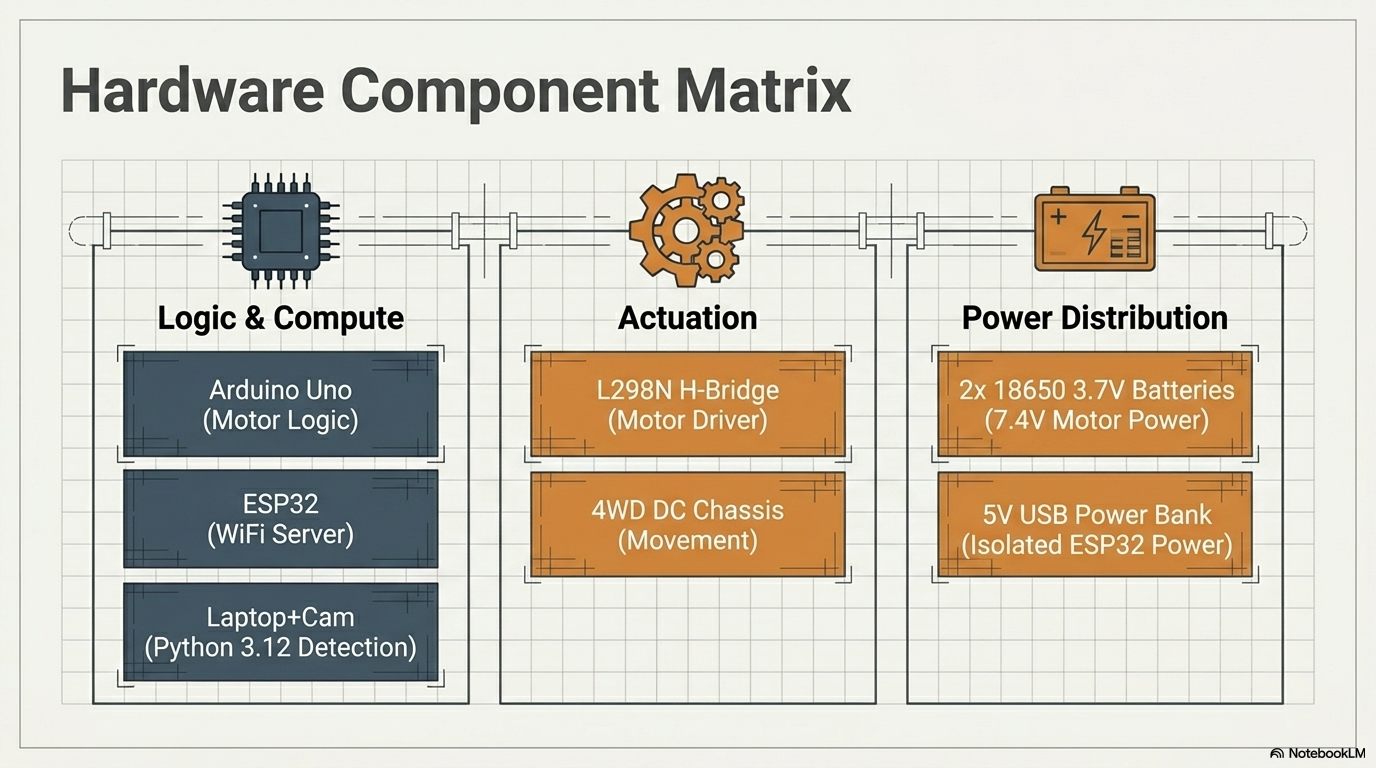 Hardware Component Matrix
Logic & Compute
Arduino Uno
(Motor Logic)
ESP32
(WiFi Server)
Laptop+Cam
(Python 3.12 Detection)
Actuation
L298N H-Bridge
(Motor Driver)
4WD DC Chassis
(Movement)
Power Distribution
2x 18650 3.7V Batteries
(7.4V Motor Power)
5V USB Power Bank
(Isolated ESP32 Power)
NotebookLM